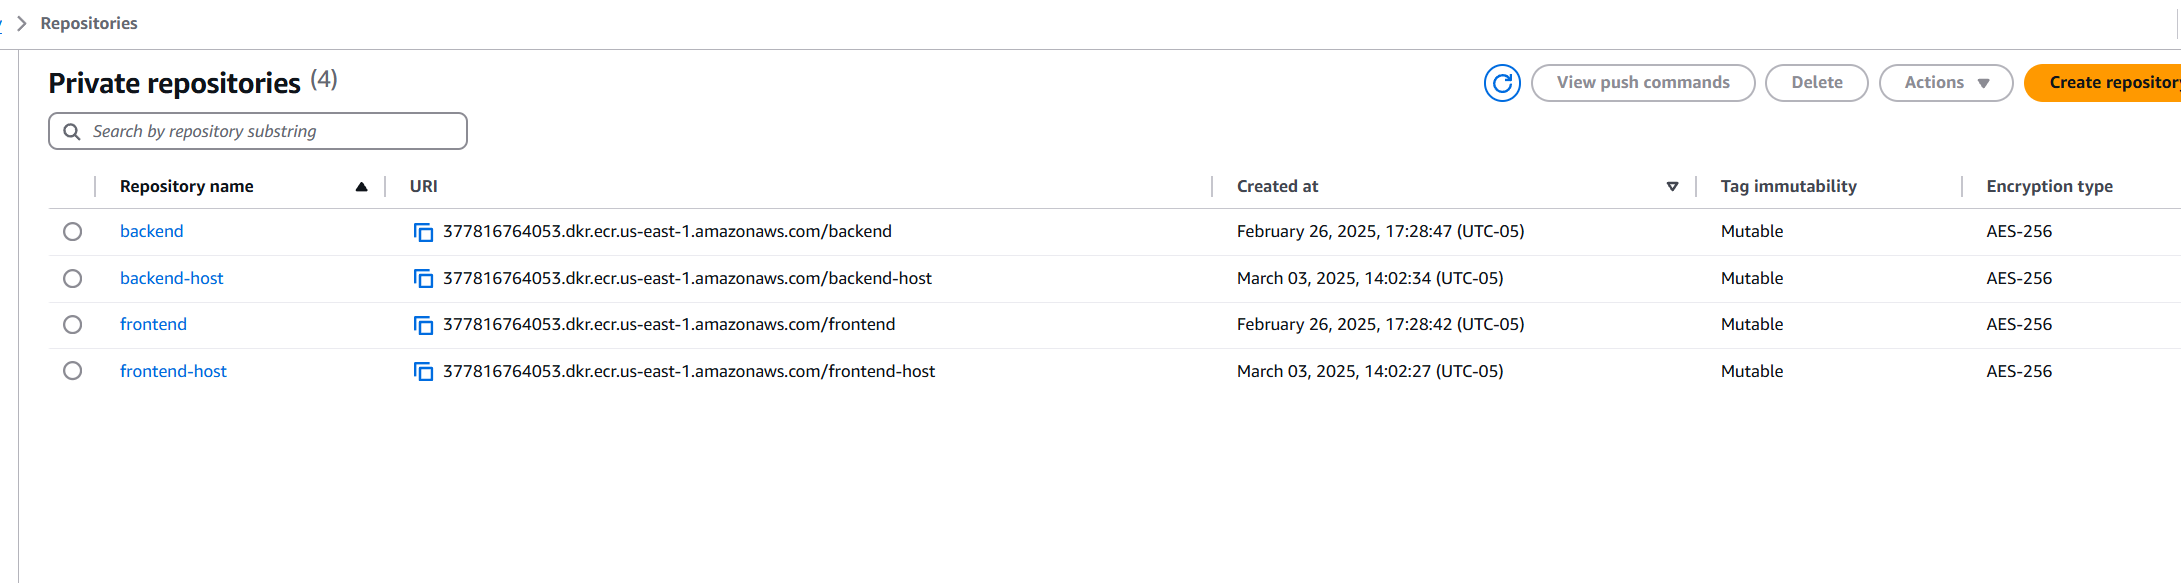 Repositories
Private repositories (4)
View push commands
Delete
Actions
Create repository
Search by repository substring
Repository name URI Created at Tag immutability Encryption type
backend 377816764053.dkr.ecr.us-east-1.amazonaws.com/backend February 26, 2025, 17:28:47 (UTC-05) Mutable AES-256
backend-host 377816764053.dkr.ecr.us-east-1.amazonaws.com/backend-host March 03, 2025, 14:02:34 (UTC-05) Mutable AES-256
frontend 377816764053.dkr.ecr.us-east-1.amazonaws.com/frontend February 26, 2025, 17:28:42 (UTC-05) Mutable AES-256
frontend-host 377816764053.dkr.ecr.us-east-1.amazonaws.com/frontend-host March 03, 2025, 14:02:27 (UTC-05) Mutable AES-256